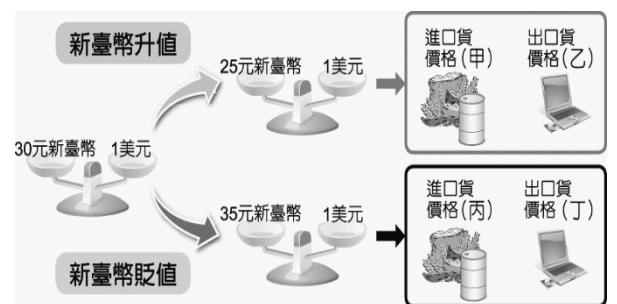 新臺幣升值
25元新臺幣 1美元
進口貨
價格(甲)
出口貨
價格(乙)
30元新臺幣 1美元
35元新臺幣 1美元
進口貨
價格(丙)
出口貨
價格(丁)
新臺幣貶值